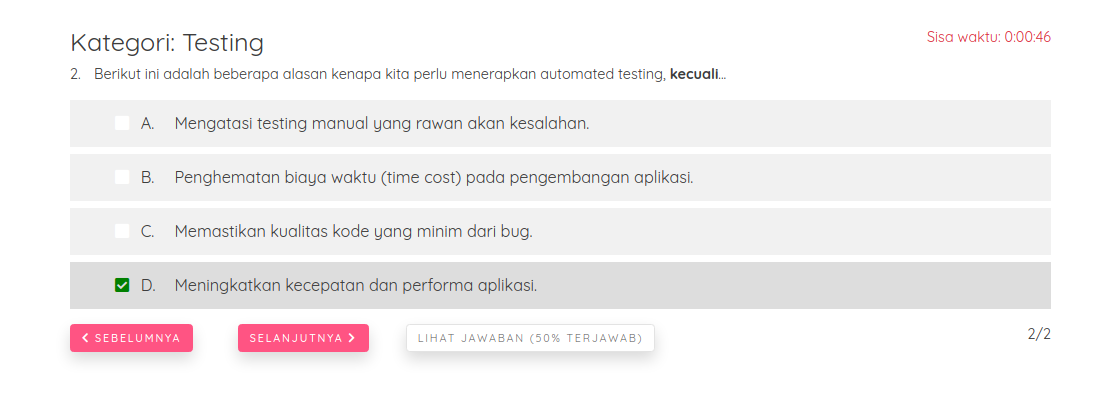 Kategori: Testing
Sisa waktu: 0:00:46
2. Berikut ini adalah beberapa alasan kenapa kita perlu menerapkan automated testing, kecuali...
A. Mengatasi testing manual yang rawan akan kesalahan.
B. Penghematan biaya waktu (time cost) pada pengembangan aplikasi.
C. Memastikan kualitas kode yang minim dari bug.
D. Meningkatkan kecepatan dan performa aplikasi.
SEBELUMNYA
SELANJUTNYA
LIHAT JAWABAN (50% TERJAWAB)
2/2